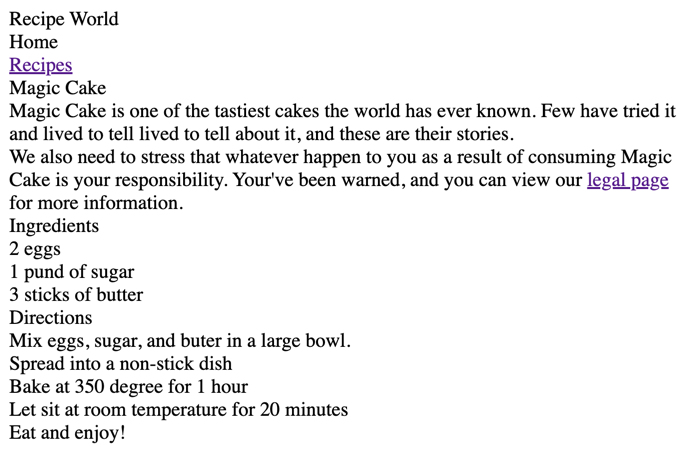 Recipe World
Home
Recipes
Magic Cake
Magic Cake is one of the tastiest cakes the world has ever known. Few have tried it
and lived to tell lived to tell about it, and these are their stories.
We also need to stress that whatever happen to you as a result of consuming Magic
Cake is your responsibility. Your've been warned, and you can view our legal page
for more information.
Ingredients
2 eggs
1 pund of sugar
3 sticks of butter
Directions
Mix eggs, sugar, and buter in a large bowl.
Spread into a non-stick dish
Bake at 350 degree for 1 hour
Let sit at room temperature for 20 minutes
Eat and enjoy!